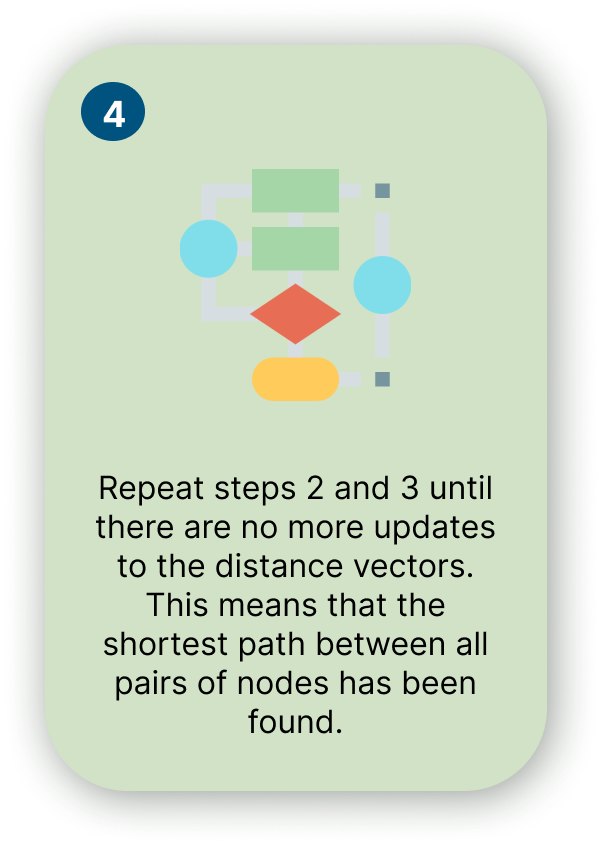 4
Repeat steps 2 and 3 until
there are no more updates
to the distance vectors.
This means that the
shortest path between all
pairs of nodes has been
found.